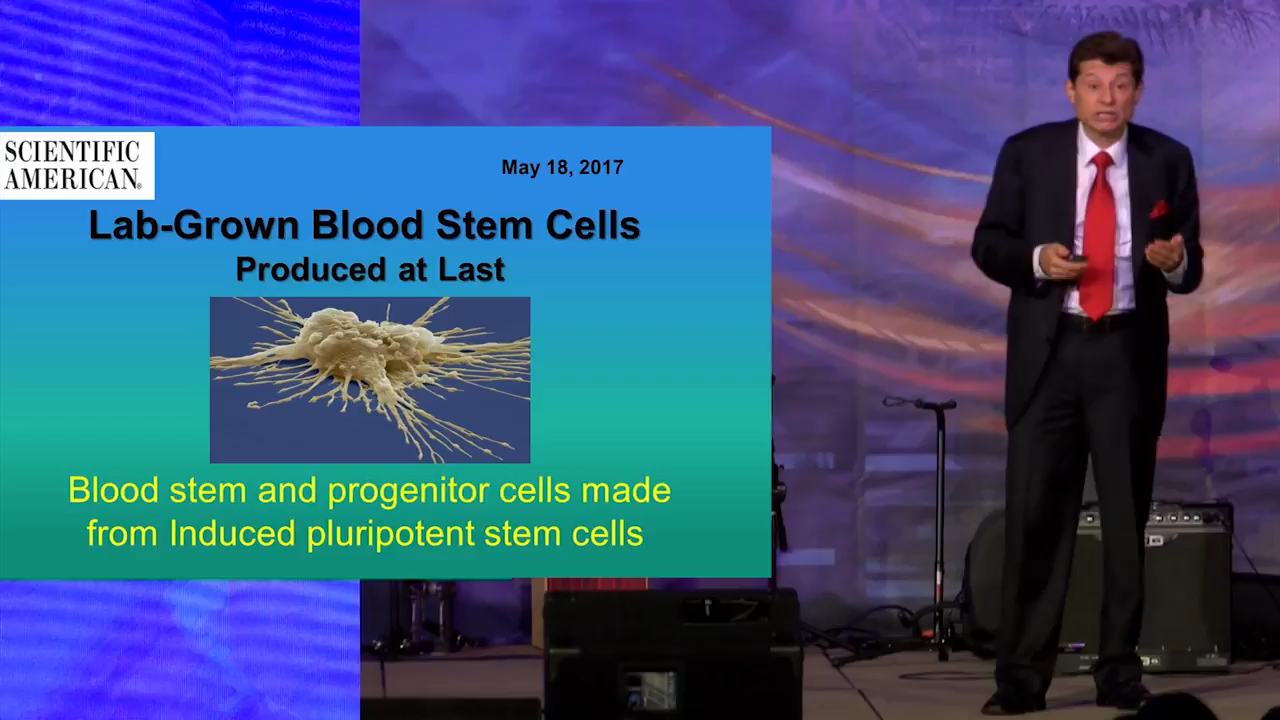 SCIENTIFIC
AMERICAN®
May 18, 2017
Lab-Grown Blood Stem Cells
Produced at Last
Blood stem and progenitor cells made
from Induced pluripotent stem cells